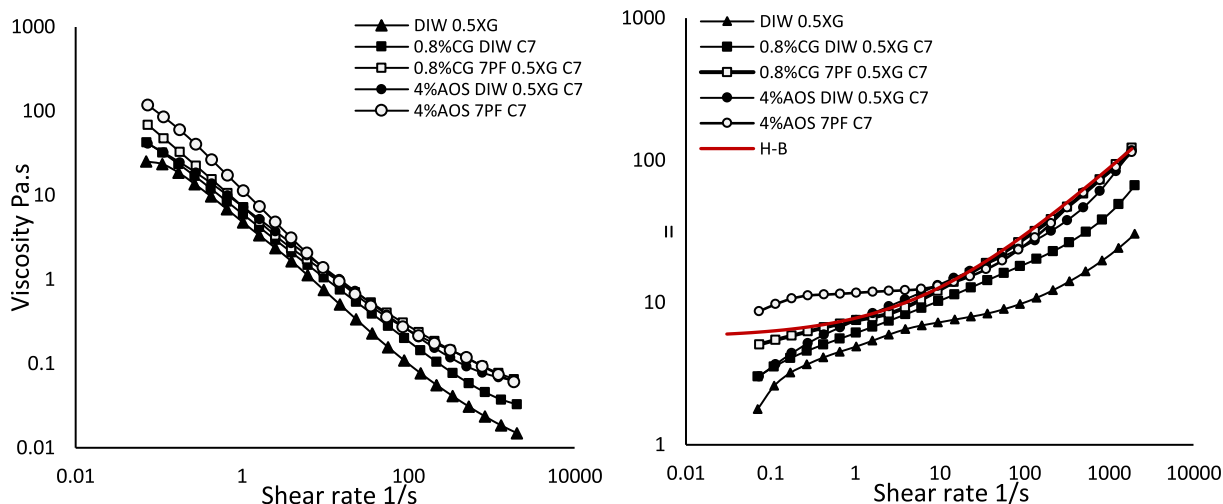 1000
100
10
1
0.1
0.01
0.01
1
100
10000
Viscosity Pa.s
Shear rate 1/s
DIW 0.5XG
0.8%CG DIW C7
0.8%CG 7PF 0.5XG C7
4%AOS DIW 0.5XG C7
4%AOS 7PF C7
1000
100
10
1
0.01
0.1
1
10
100
1000
10000
Shear rate 1/s
DIW 0.5XG
0.8%CG DIW 0.5XG C7
0.8%CG 7PF 0.5XG C7
4%AOS DIW 0.5XG C7
4%AOS 7PF C7
H-B